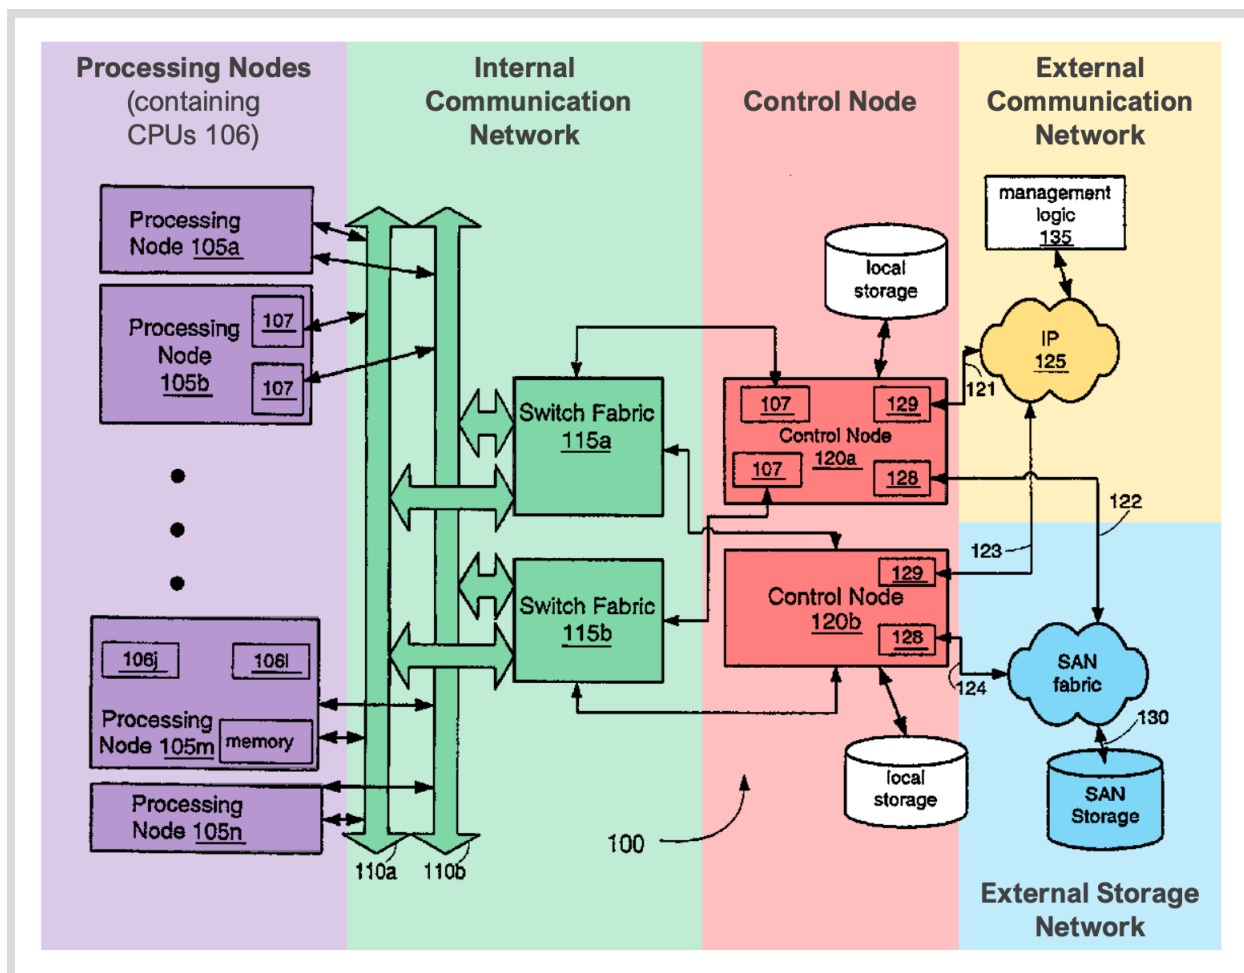 Processing Nodes
(containing
CPUs 106)
Internal
Communication
Network
Control Node
External
Communication
Network
Processing
Node 105a
Processing
Node
105b
107
107
Processing
Node 105m
106j
106l
memory
Processing
Node 105n
110a
110b
Switch Fabric
115a
Switch Fabric
115b
local
storage
107
129
Control Node
120a
107
128
129
Control Node
120b
128
local
storage
100
management
logic
135
IP
125
121
122
123
124
SAN
fabric
130
SAN
Storage
External Storage
Network